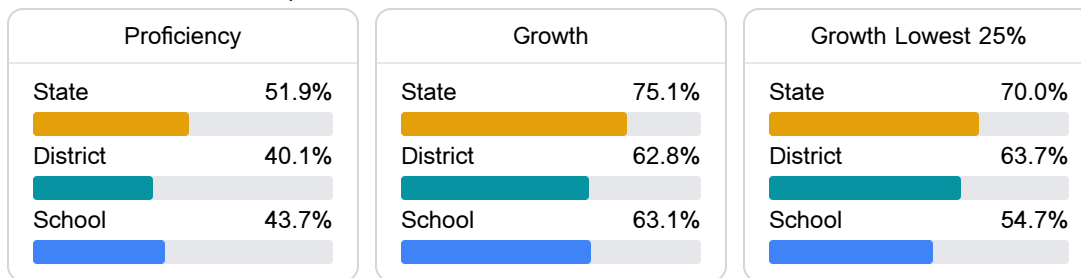 Proficiency
State 51.9%
District 40.1%
School 43.7%
Growth
State 75.1%
District 62.8%
School 63.1%
Growth Lowest 25%
State 70.0%
District 63.7%
School 54.7%